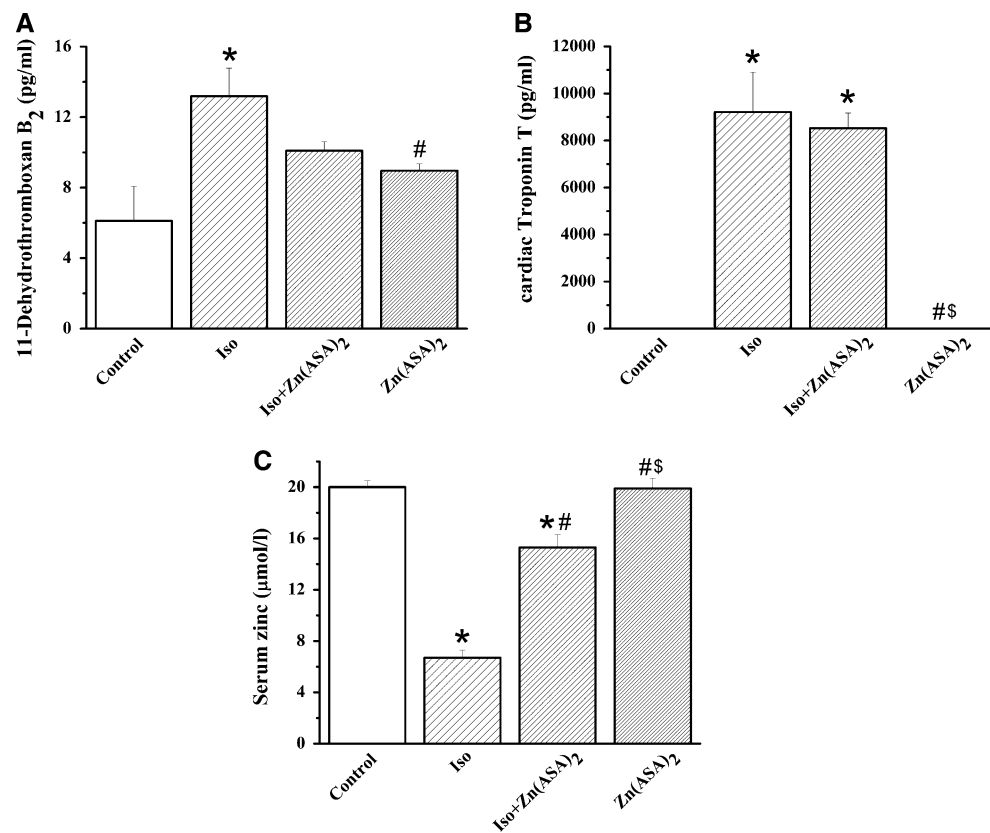 A
11-Dehydrothromboxan B2 (pg/ml)
16
12
8
4
0
*
#
Control
Iso
Iso+Zn(ASA)2
Zn(ASA)2
B
cardiac Troponin T (pg/ml)
12000
10000
8000
6000
4000
2000
0
*
*
#$
Control
Iso
Iso+Zn(ASA)2
Zn(ASA)2
C
Serum zinc (μmol/l)
20
16
12
8
4
0
*
*#
#$
Control
Iso
Iso+Zn(ASA)2
Zn(ASA)2